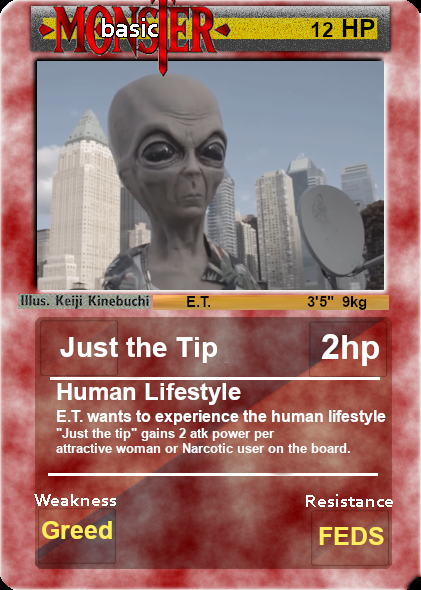 MONSTER
basic
12 HP
Illus. Keiji Kinebuchi
E.T.
3'5" 9kg
Just the Tip
2hp
Human Lifestyle
E.T. wants to experience the human lifestyle
"Just the tip" gains 2 atk power per
attractive woman or Narcotic user on the board.
Weakness
Resistance
Greed
FEDS